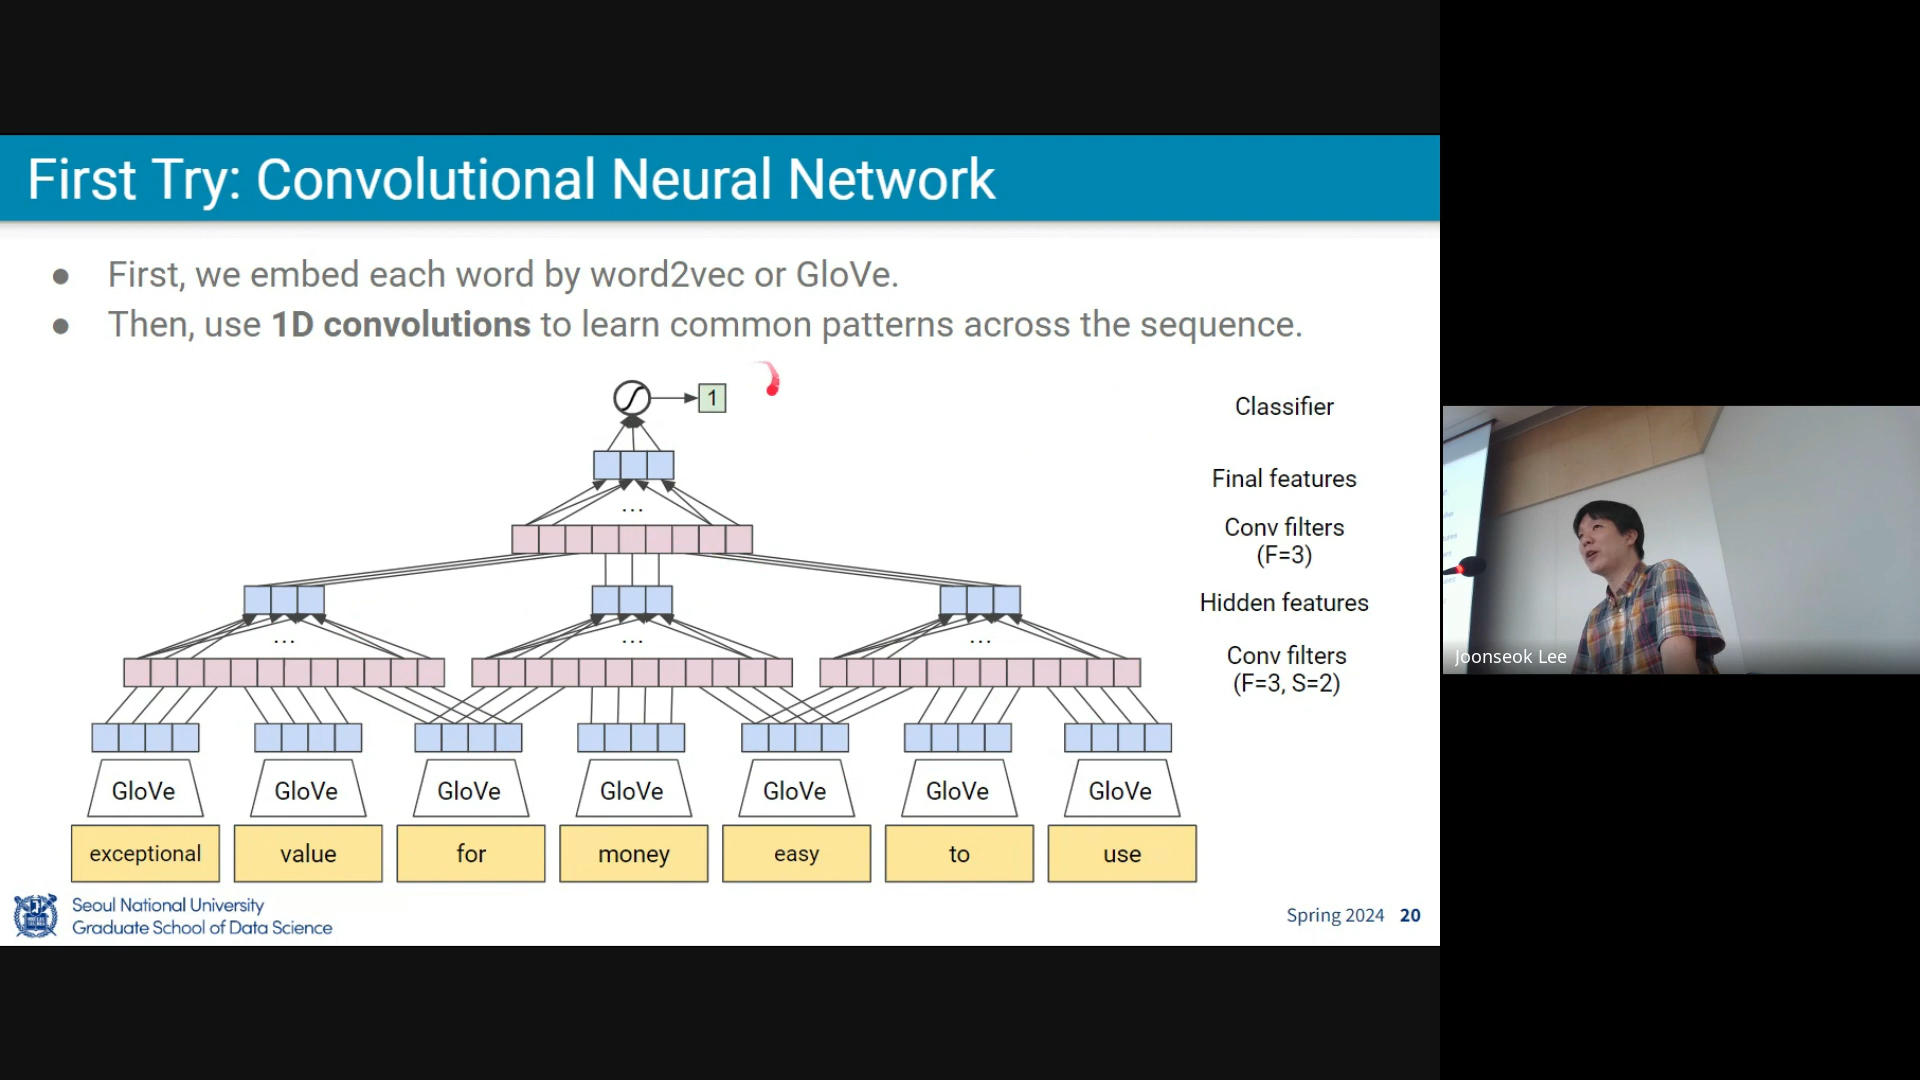 First Try: Convolutional Neural Network
● First, we embed each word by word2vec or GloVe.
● Then, use 1D convolutions to learn common patterns across the sequence.
1
Classifier
Final features
...
Conv filters
(F=3)
Hidden features
... ... ...
Conv filters
(F=3, S=2)
GloVe GloVe GloVe GloVe GloVe GloVe GloVe
exceptional value for money easy to use
Seoul National University
Graduate School of Data Science
Spring 2024 20
Joonseok Lee